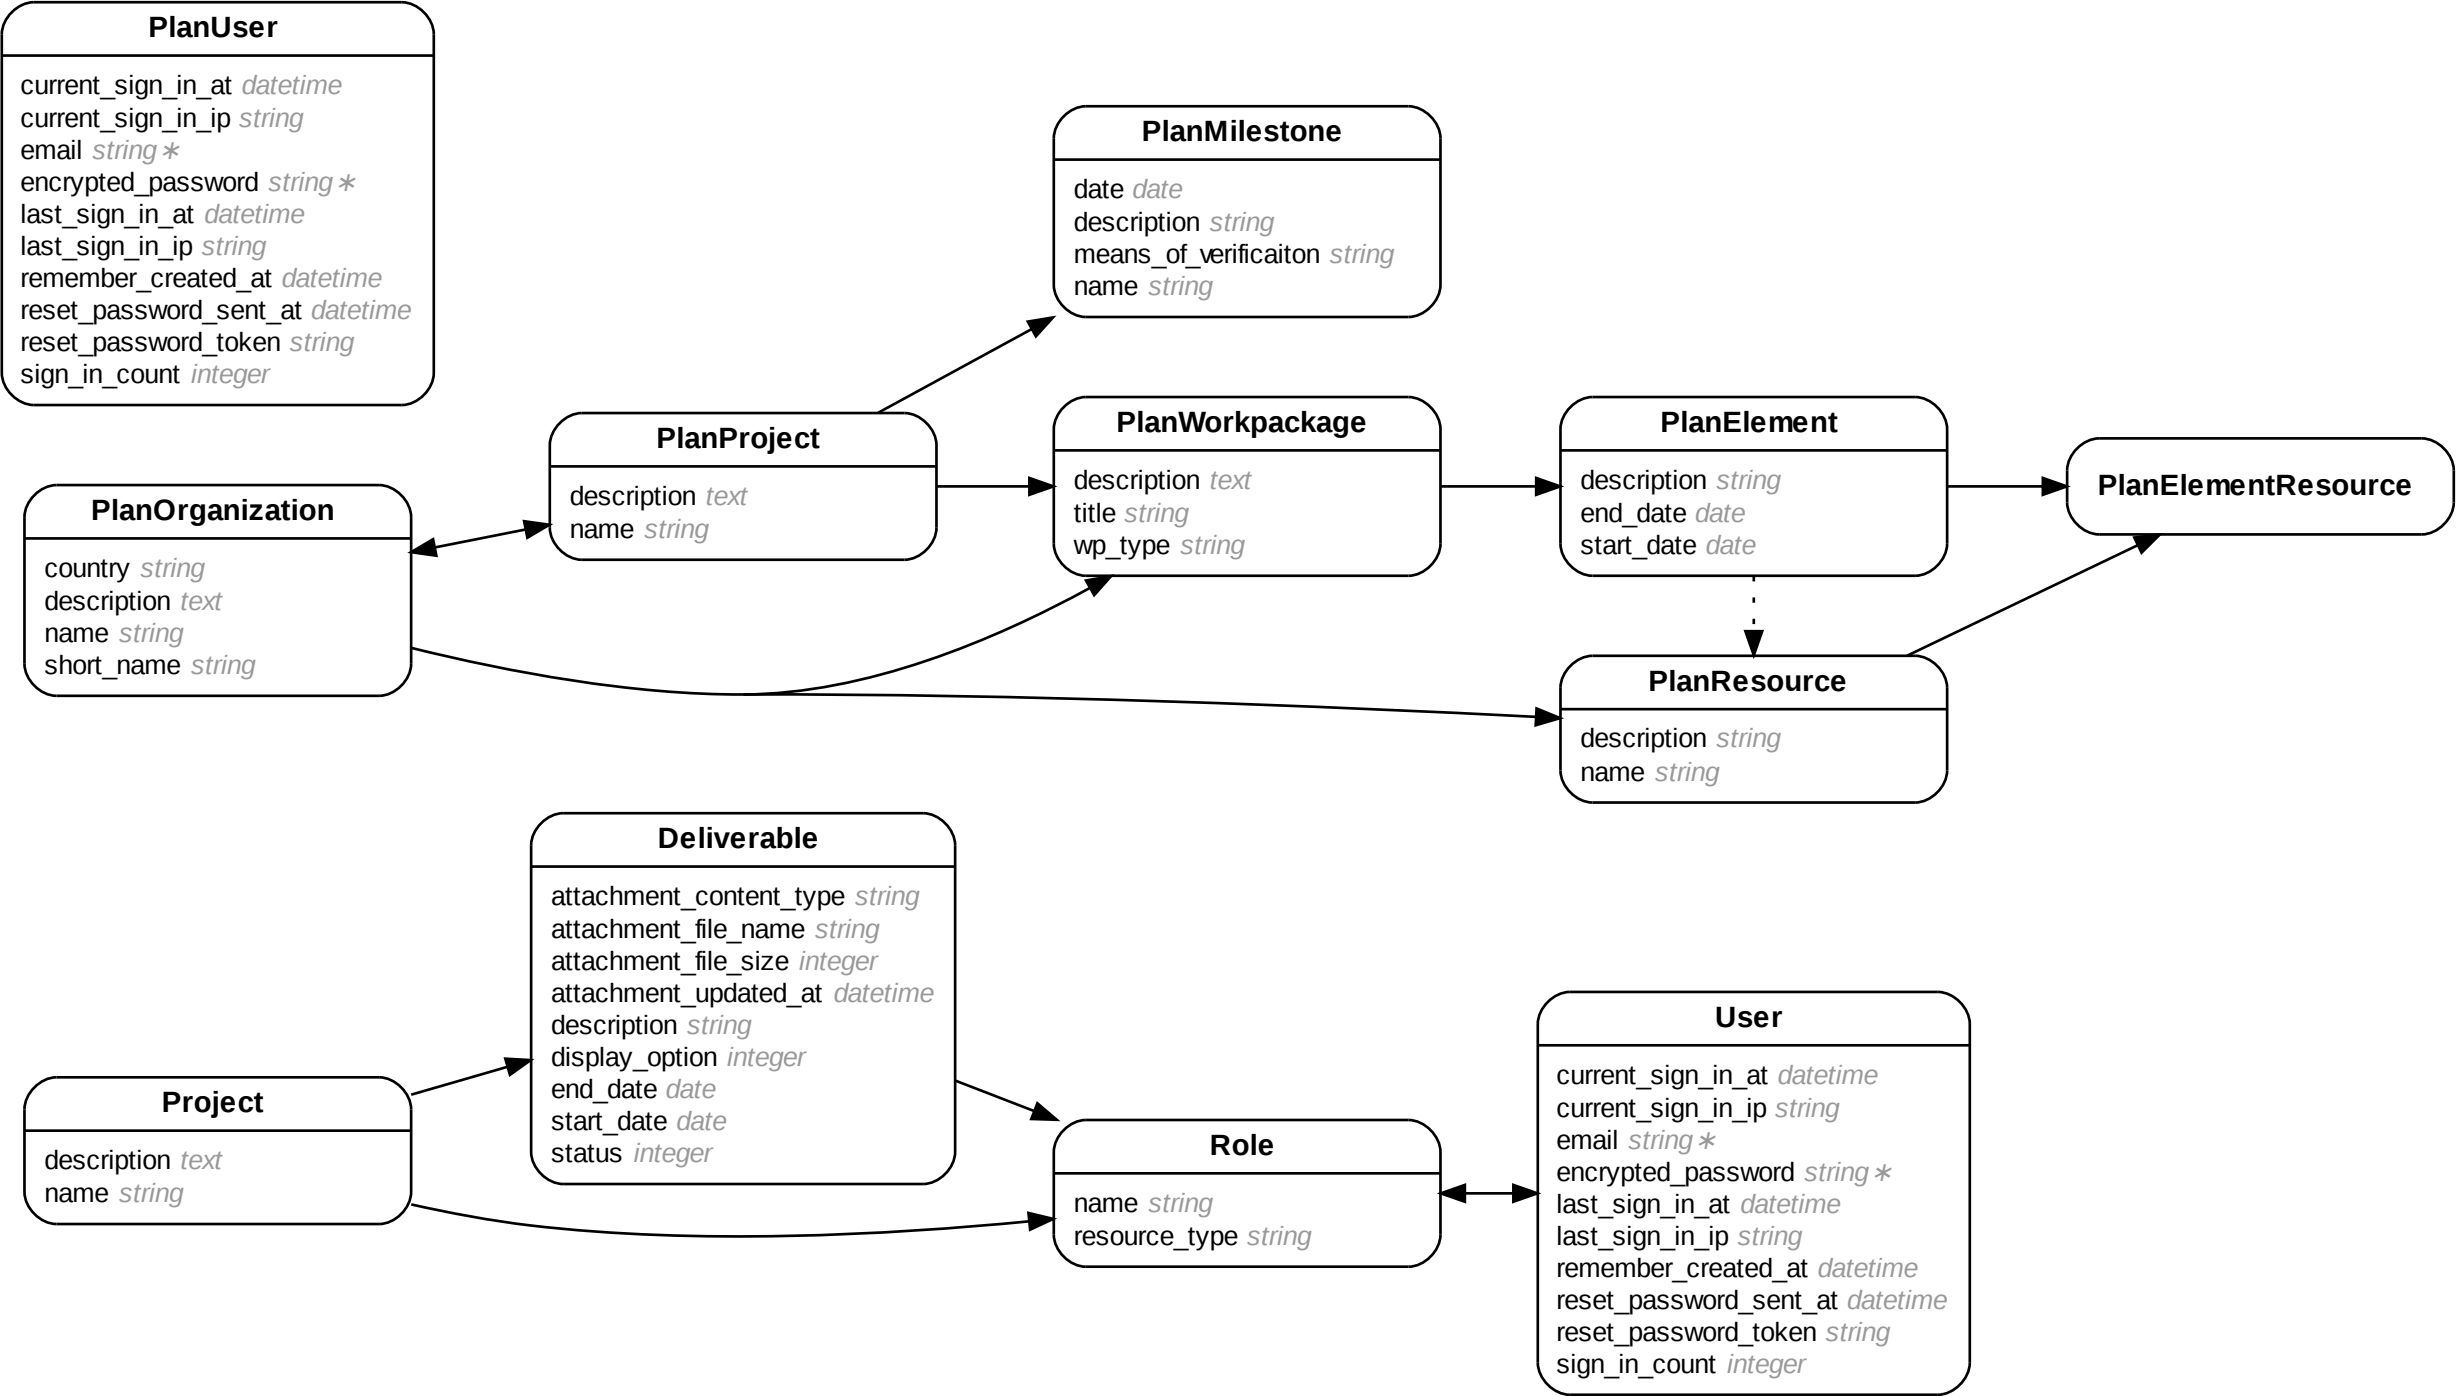 PlanUser
current_sign_in_at datetime
current_sign_in_ip string
email string∗
encrypted_password string∗
last_sign_in_at datetime
last_sign_in_ip string
remember_created_at datetime
reset_password_sent_at datetime
reset_password_token string
sign_in_count integer
PlanMilestone
date date
description string
means_of_verificaiton string
name string
PlanProject
description text
name string
PlanWorkpackage
description text
title string
wp_type string
PlanElement
description string
end_date date
start_date date
PlanElementResource
PlanOrganization
country string
description text
name string
short_name string
PlanResource
description string
name string
Deliverable
attachment_content_type string
attachment_file_name string
attachment_file_size integer
attachment_updated_at datetime
description string
display_option integer
end_date date
start_date date
status integer
Project
description text
name string
Role
name string
resource_type string
User
current_sign_in_at datetime
current_sign_in_ip string
email string∗
encrypted_password string∗
last_sign_in_at datetime
last_sign_in_ip string
remember_created_at datetime
reset_password_sent_at datetime
reset_password_token string
sign_in_count integer